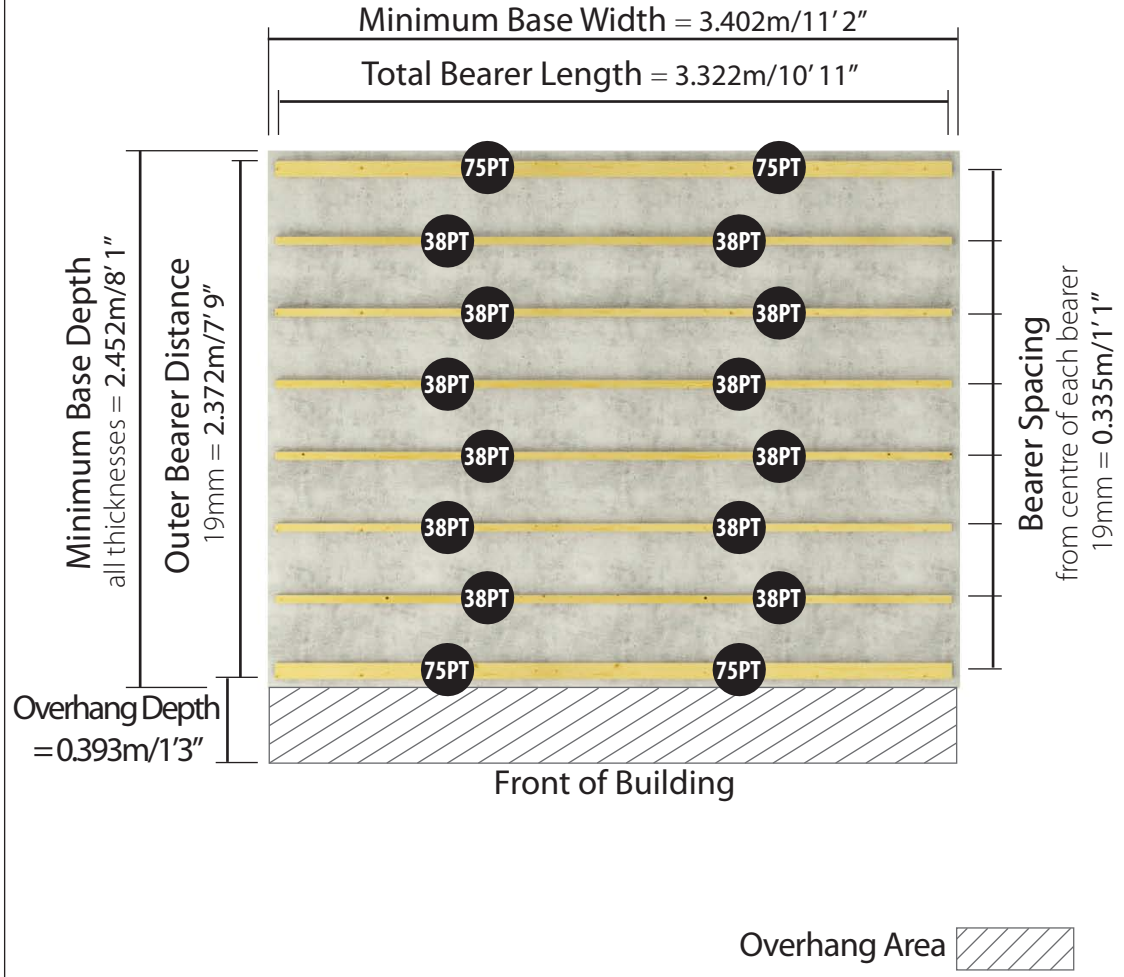 Minimum Base Width = 3.402m/11’ 2”
Total Bearer Length = 3.322m/10’ 11”
75PT 75PT
38PT 38PT
38PT 38PT
38PT 38PT
38PT 38PT
38PT 38PT
38PT 38PT
75PT 75PT
Minimum Base Depth
all thicknesses = 2.452m/8’ 1”
Outer Bearer Distance
19mm = 2.372m/7’ 9”
Bearer Spacing
from centre of each bearer
19mm = 0.335m/1’ 1”
Overhang Depth
= 0.393m/1’3”
Front of Building
Overhang Area